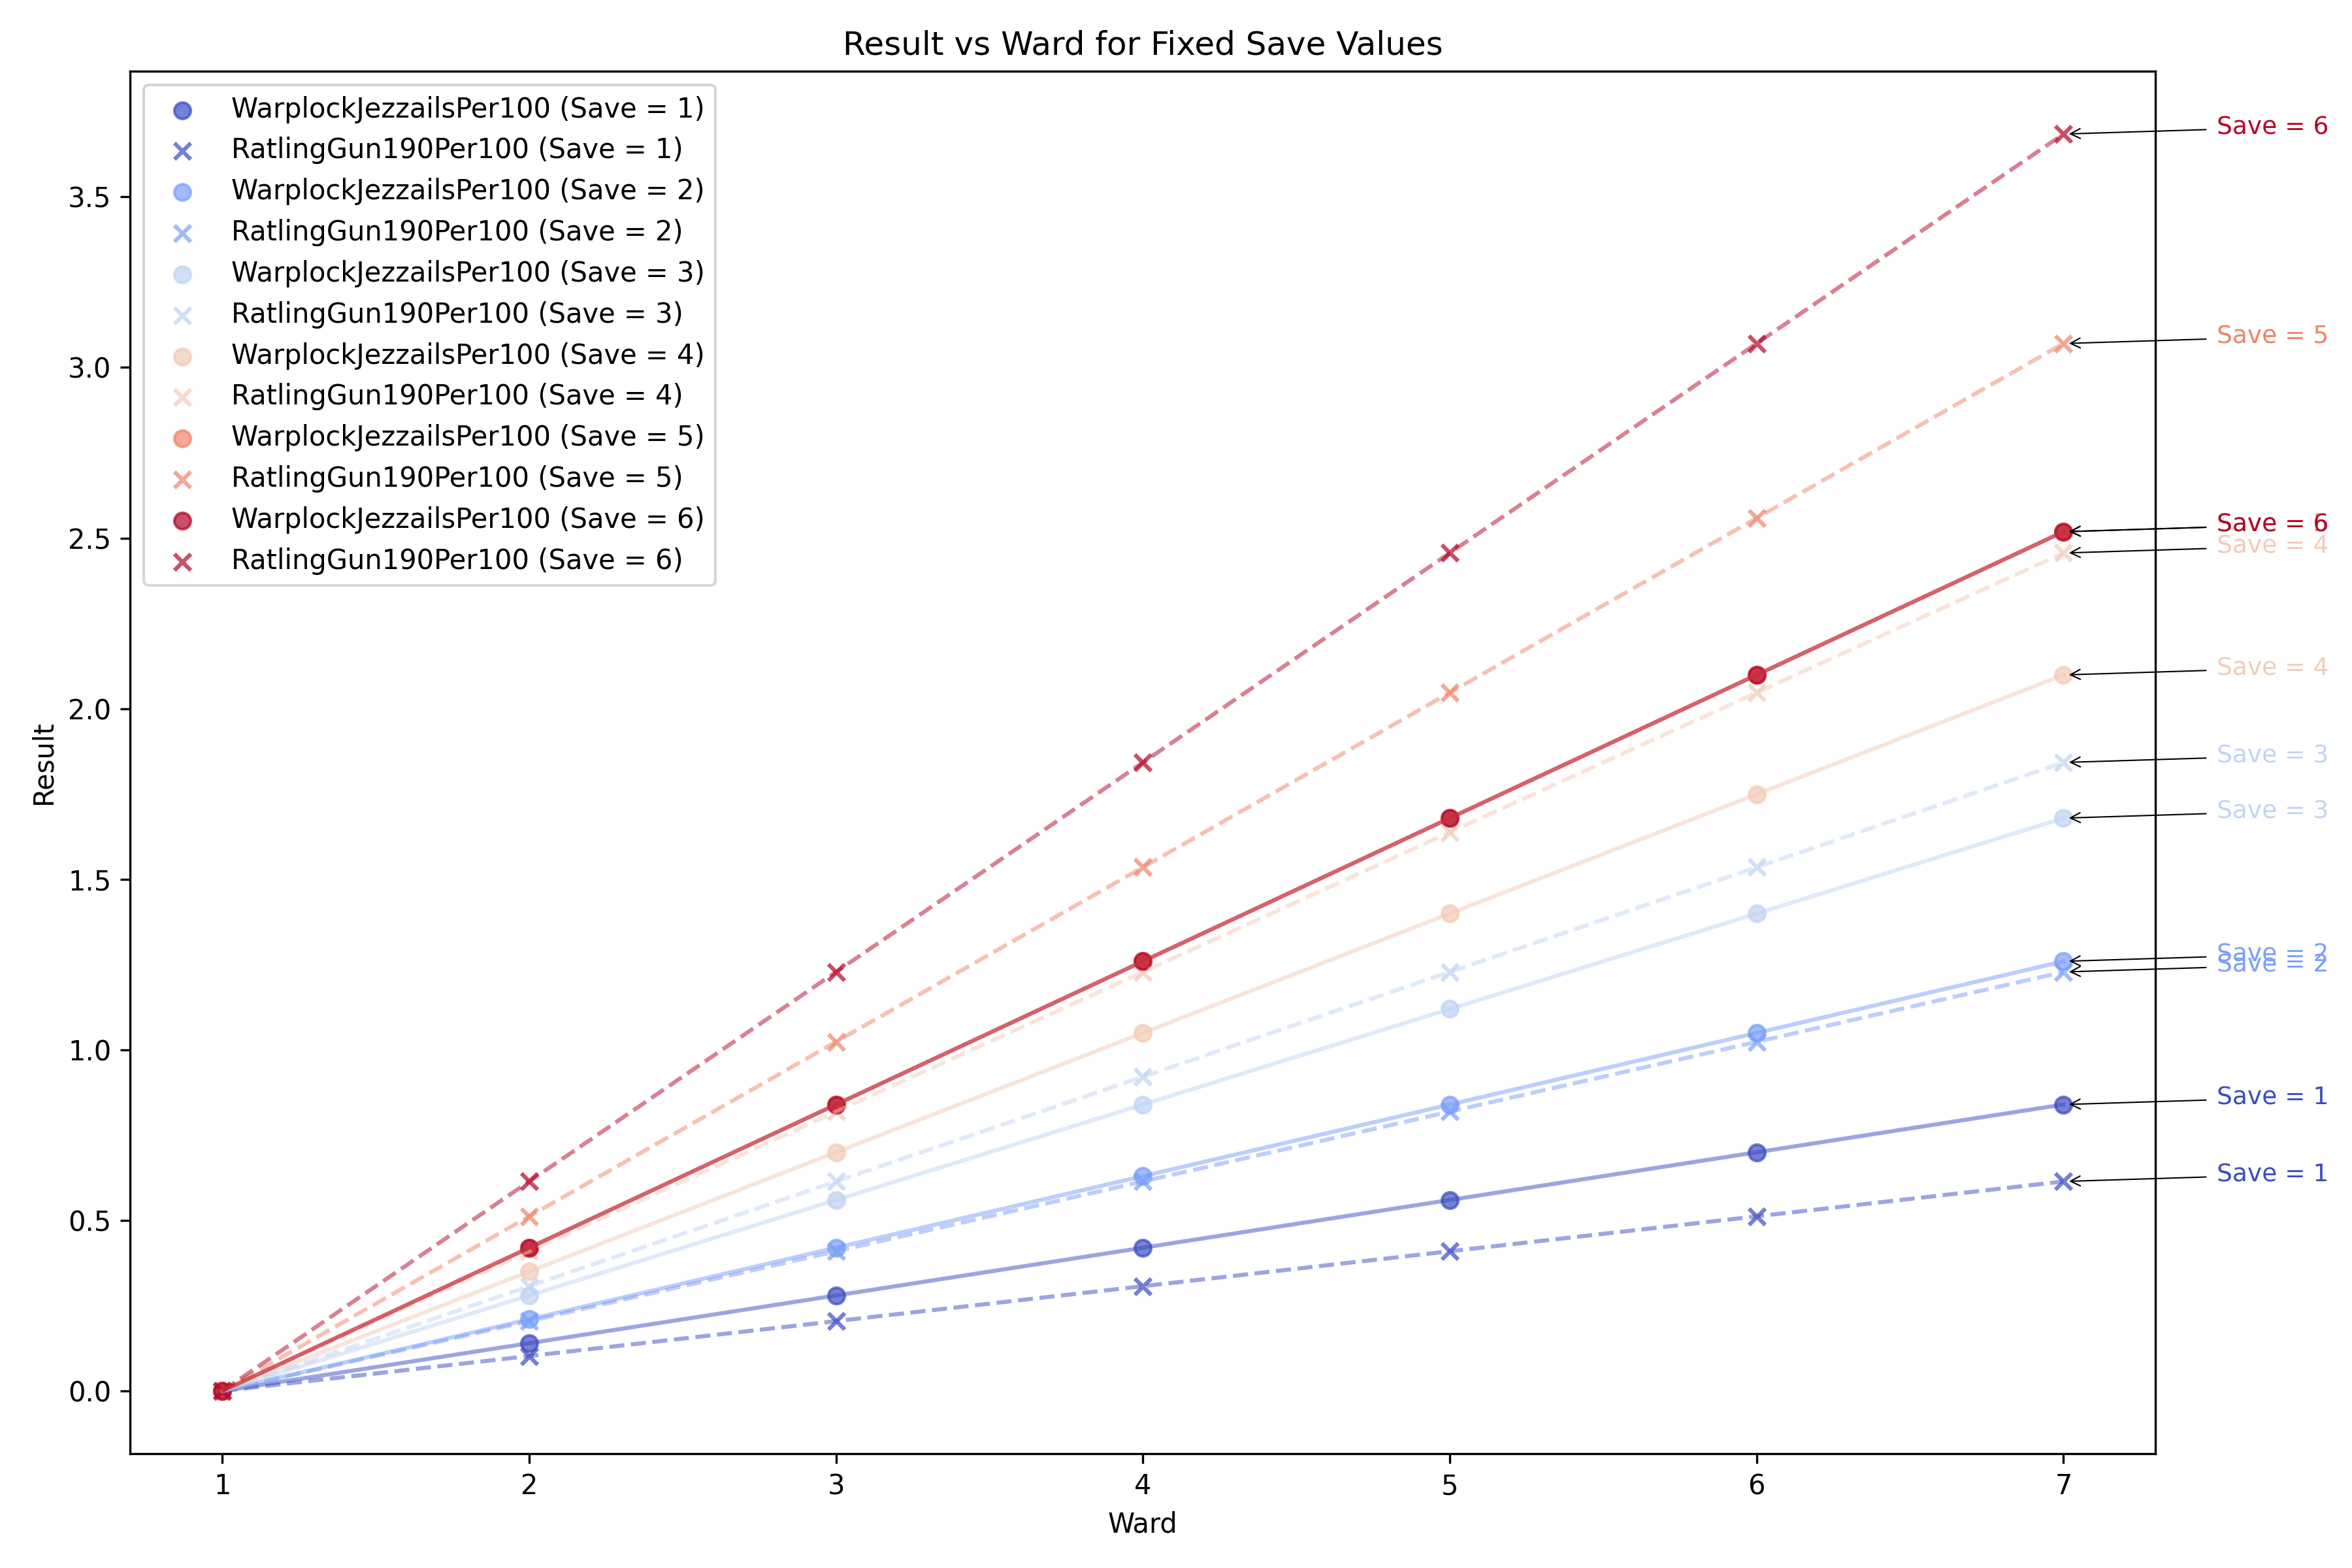 Result vs Ward for Fixed Save Values
WarplockJezzailsPer100 (Save = 1)
RatlingGun190Per100 (Save = 1)
WarplockJezzailsPer100 (Save = 2)
RatlingGun190Per100 (Save = 2)
WarplockJezzailsPer100 (Save = 3)
RatlingGun190Per100 (Save = 3)
WarplockJezzailsPer100 (Save = 4)
RatlingGun190Per100 (Save = 4)
WarplockJezzailsPer100 (Save = 5)
RatlingGun190Per100 (Save = 5)
WarplockJezzailsPer100 (Save = 6)
RatlingGun190Per100 (Save = 6)
Save = 6
Save = 5
Save = 6
Save = 4
Save = 4
Save = 3
Save = 3
Save = 2
Save = 2
Save = 1
Save = 1
3.5
3.0
2.5
2.0
1.5
1.0
0.5
0.0
Result
1 2 3 4 5 6 7
Ward